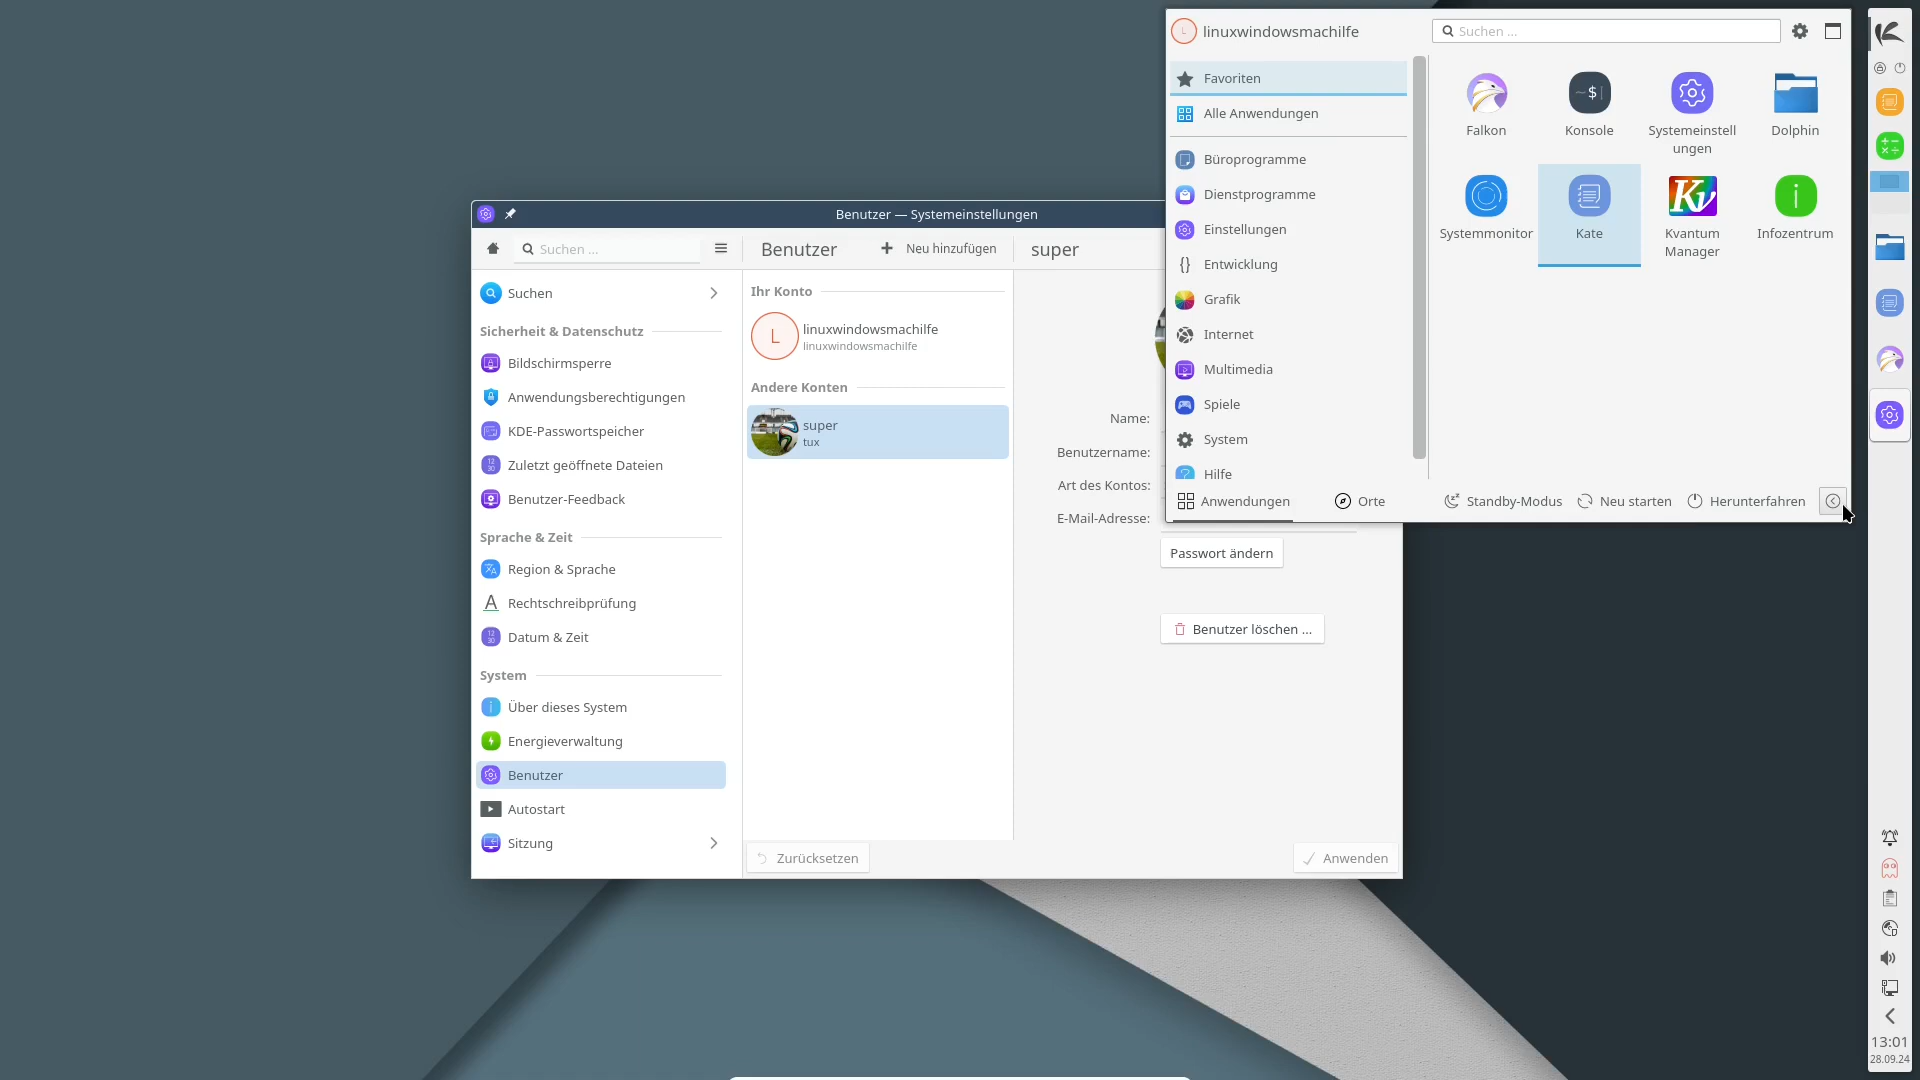 linuxwindowsmachilfe
Suchen ...
Favoriten
Alle Anwendungen
Büroprogramme
Dienstprogramme
Einstellungen
Entwicklung
Grafik
Internet
Multimedia
Spiele
System
Hilfe
Falkon
Konsole
Systemeinstell
ungen
Dolphin
Systemmonitor
Kate
Kvantum
Manager
Infozentrum
Anwendungen
Orte
Standby-Modus
Neu starten
Herunterfahren
Benutzer — Systemeinstellungen
Suchen ...
Benutzer
Neu hinzufügen
super
Suchen
Sicherheit & Datenschutz
Bildschirmsperre
Anwendungsberechtigungen
KDE-Passwortspeicher
Zuletzt geöffnete Dateien
Benutzer-Feedback
Sprache & Zeit
Region & Sprache
Rechtschreibprüfung
Datum & Zeit
System
Über dieses System
Energieverwaltung
Benutzer
Autostart
Sitzung
Ihr Konto
L
linuxwindowsmachilfe
linuxwindowsmachilfe
Andere Konten
super
tux
Name:
Benutzername:
Art des Kontos:
E-Mail-Adresse:
Passwort ändern
Benutzer löschen ...
Zurücksetzen
Anwenden
13:01
28.09.24